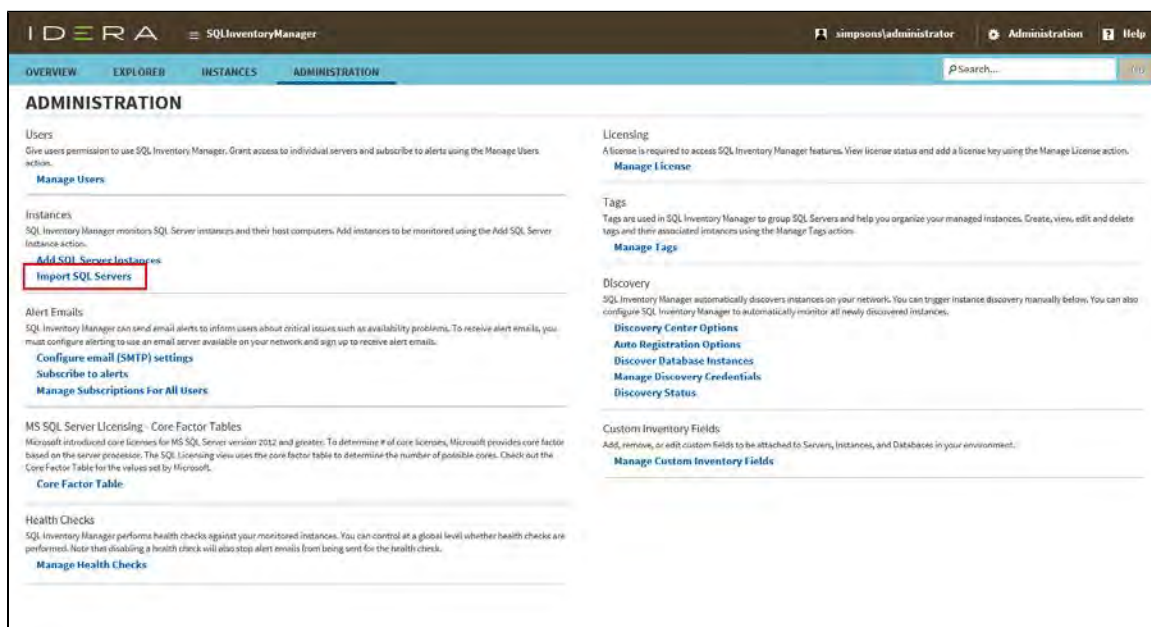 IDERA
SQLInventoryManager
simpsons\administrator
Administration
? Help
OVERVIEW EXPLORER INSTANCES ADMINISTRATION
Search...
ADMINISTRATION
Users
Give users permission to use SQL Inventory Manager. Grant access to individual servers and subscribe to alerts using the Manage Users
action.
Manage Users
Instances
SQL Inventory Manager monitors SQL Server instances and their host computers. Add instances to be monitored using the Add SQL Server
Instance action.
Add SQL Server Instances
Import SQL Servers
Alert Emails
SQL Inventory Manager can send email alerts to inform users about critical issues such as availability problems. To receive alert emails, you
must configure alerting to use an email server available on your network and sign up to receive alert emails.
Configure email (SMTP) settings
Subscribe to alerts
Manage Subscriptions For All Users
MS SQL Server Licensing - Core Factor Tables
Microsoft introduced core licenses for MS SQL Server version 2012 and greater. To determine # of core licenses, Microsoft provides core factor
based on the server processor. The SQL Licensing view uses the core factor table to determine the number of possible cores. Check out the
Core Factor Table for the values set by Microsoft.
Core Factor Table
Health Checks
SQL Inventory Manager performs health checks against your monitored instances. You can control at a global level whether health checks are
performed. Note that disabling a health check will also stop alert emails from being sent for the health check.
Manage Health Checks
Licensing
A license is required to access SQL Inventory Manager features. View license status and add a license key using the Manage License action.
Manage License
Tags
Tags are used in SQL Inventory Manager to group SQL Servers and help you organize your managed instances. Create, view, edit and delete
tags and their associated instances using the Manage Tags action.
Manage Tags
Discovery
SQL Inventory Manager automatically discovers instances on your network. You can trigger instance discovery manually below. You can also
configure SQL Inventory Manager to automatically monitor all newly discovered instances.
Discovery Center Options
Auto Registration Options
Discover Database Instances
Manage Discovery Credentials
Discovery Status
Custom Inventory Fields
Add, remove, or edit custom fields to be attached to Servers, Instances, and Databases in your environment.
Manage Custom Inventory Fields